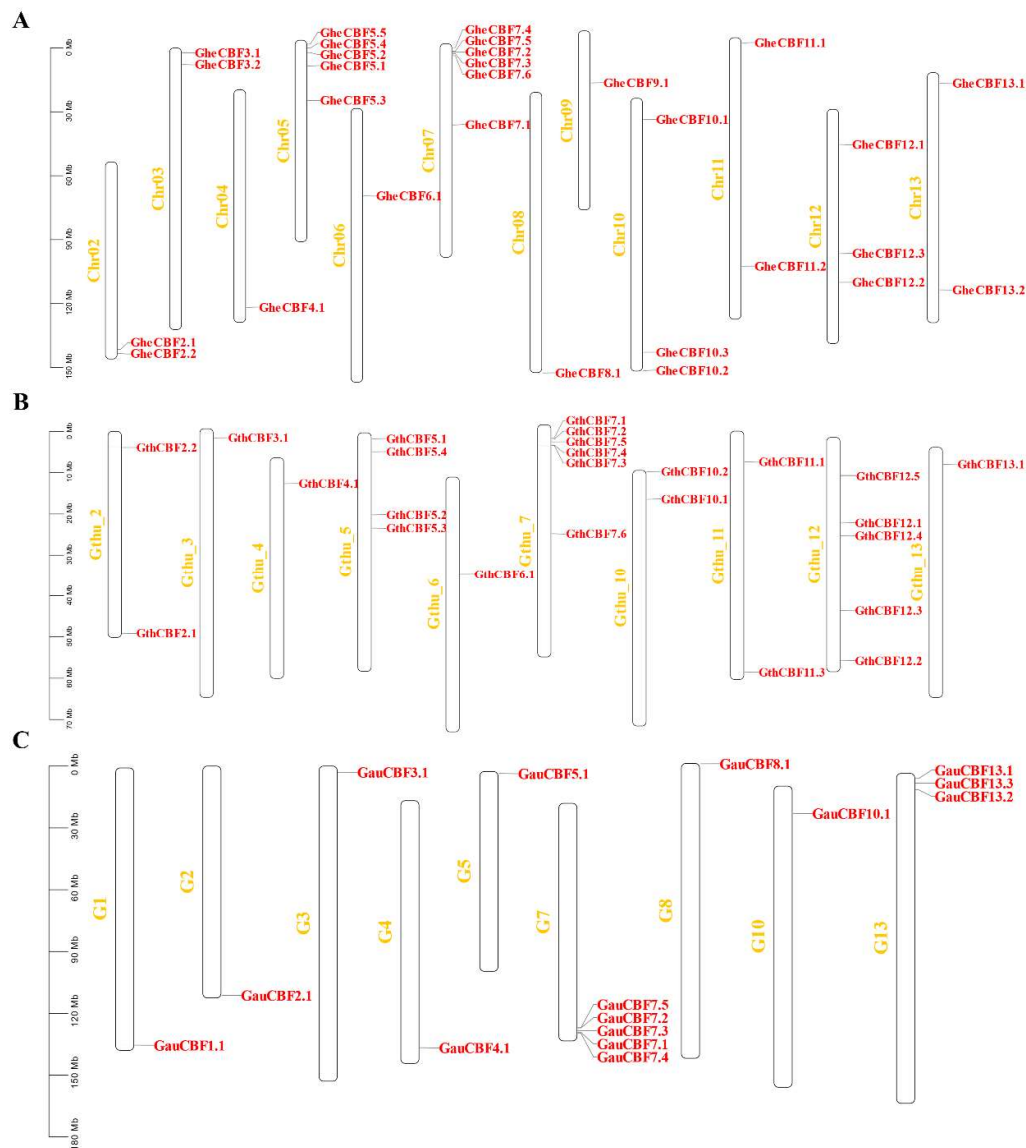 A
0 Mb
30 Mb
60 Mb
90 Mb
120 Mb
150 Mb
Chr02
GheCBF2.1
GheCBF2.2
Chr03
GheCBF3.1
GheCBF3.2
Chr04
GheCBF4.1
Chr05
GheCBF5.5
GheCBF5.4
GheCBF5.2
GheCBF5.1
GheCBF5.3
Chr06
GheCBF6.1
Chr07
GheCBF7.4
GheCBF7.5
GheCBF7.2
GheCBF7.3
GheCBF7.6
GheCBF7.1
Chr08
GheCBF8.1
Chr09
GheCBF9.1
Chr10
GheCBF10.1
GheCBF10.3
GheCBF10.2
Chr11
GheCBF11.1
GheCBF11.2
Chr12
GheCBF12.1
GheCBF12.3
GheCBF12.2
Chr13
GheCBF13.1
GheCBF13.2
B
0 Mb
10 Mb
20 Mb
30 Mb
40 Mb
50 Mb
60 Mb
70 Mb
Gthu_2
GthCBF2.2
GthCBF2.1
Gthu_3
GthCBF3.1
Gthu_4
GthCBF4.1
Gthu_5
GthCBF5.1
GthCBF5.4
GthCBF5.2
GthCBF5.3
Gthu_6
GthCBF6.1
Gthu_7
GthCBF7.1
GthCBF7.2
GthCBF7.5
GthCBF7.4
GthCBF7.3
GthCBF7.6
Gthu_10
GthCBF10.2
GthCBF10.1
Gthu_11
GthCBF11.1
GthCBF11.3
Gthu_12
GthCBF12.5
GthCBF12.1
GthCBF12.4
GthCBF12.3
GthCBF12.2
Gthu_13
GthCBF13.1
C
0 Mb
30 Mb
60 Mb
90 Mb
120 Mb
150 Mb
180 Mb
G1
GauCBF1.1
G2
GauCBF2.1
G3
GauCBF3.1
G4
GauCBF4.1
G5
GauCBF5.1
G7
GauCBF7.5
GauCBF7.2
GauCBF7.3
GauCBF7.1
GauCBF7.4
G8
GauCBF8.1
G10
GauCBF10.1
G13
GauCBF13.1
GauCBF13.3
GauCBF13.2